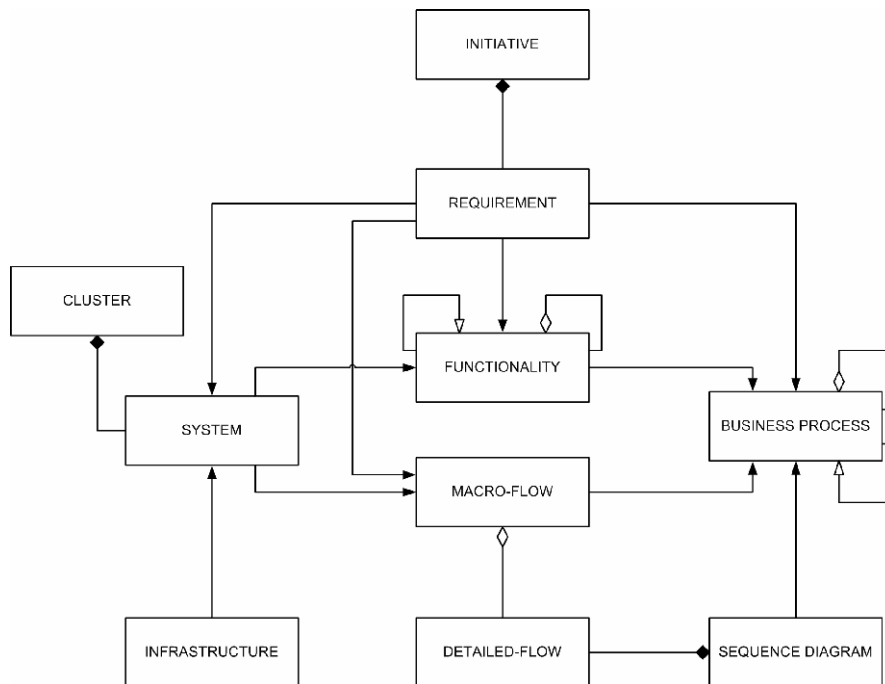 INITIATIVE
REQUIREMENT
CLUSTER
FUNCTIONALITY
SYSTEM
BUSINESS PROCESS
MACRO-FLOW
INFRASTRUCTURE
DETAILED-FLOW
SEQUENCE DIAGRAM